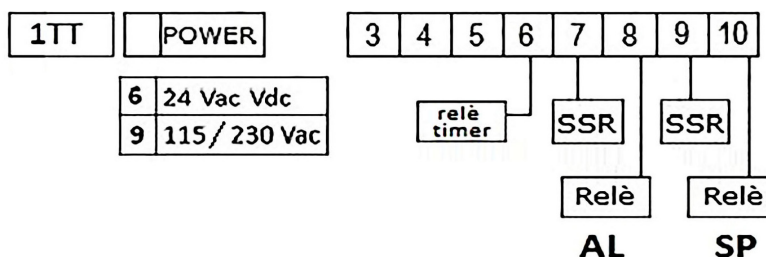 1TT POWER 3 4 5 6 7 8 9 10
6 24 Vac Vdc
9 115/230 Vac
relè
timer
SSR SSR
Relè Relè
AL SP